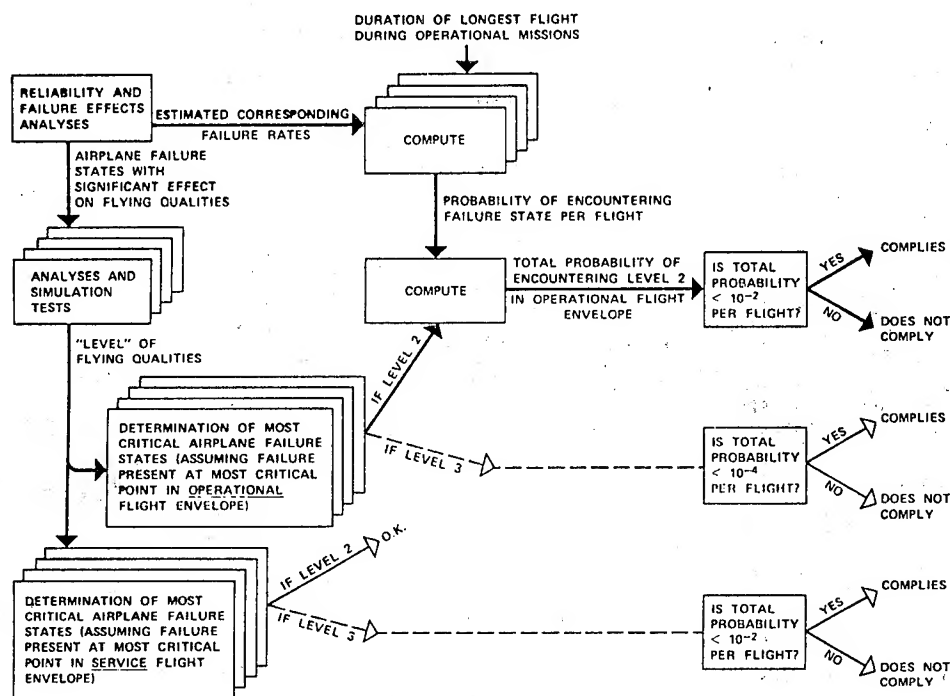 DURATION OF LONGEST FLIGHT
DURING OPERATIONAL MISSIONS
RELIABILITY AND
FAILURE EFFECTS
ANALYSES
ESTIMATED CORRESPONDING
FAILURE RATES
COMPUTE
AIRPLANE FAILURE
STATES WITH
SIGNIFICANT EFFECT
ON FLYING QUALITIES
PROBABILITY OF ENCOUNTERING
FAILURE STATE PER FLIGHT
ANALYSES AND
SIMULATION
TESTS
COMPUTE
TOTAL PROBABILITY OF
ENCOUNTERING LEVEL 2
IN OPERATIONAL FLIGHT
ENVELOPE
IS TOTAL
PROBABILITY
< 10⁻²
PER FLIGHT?
YES
COMPLIES
NO
DOES NOT
COMPLY
"LEVEL" OF
FLYING QUALITIES
DETERMINATION OF MOST
CRITICAL AIRPLANE FAILURE
STATES (ASSUMING FAILURE
PRESENT AT MOST CRITICAL
POINT IN OPERATIONAL
FLIGHT ENVELOPE)
IF LEVEL 2
IF LEVEL 3
IS TOTAL
PROBABILITY
< 10⁻⁴
PER FLIGHT?
YES
COMPLIES
NO
DOES NOT
COMPLY
DETERMINATION OF MOST
CRITICAL AIRPLANE FAILURE
STATES (ASSUMING FAILURE
PRESENT AT MOST CRITICAL
POINT IN SERVICE FLIGHT
ENVELOPE)
IF LEVEL 2
O.K.
IF LEVEL 3
IS TOTAL
PROBABILITY
< 10⁻²
PER FLIGHT?
YES
COMPLIES
NO
DOES NOT
COMPLY